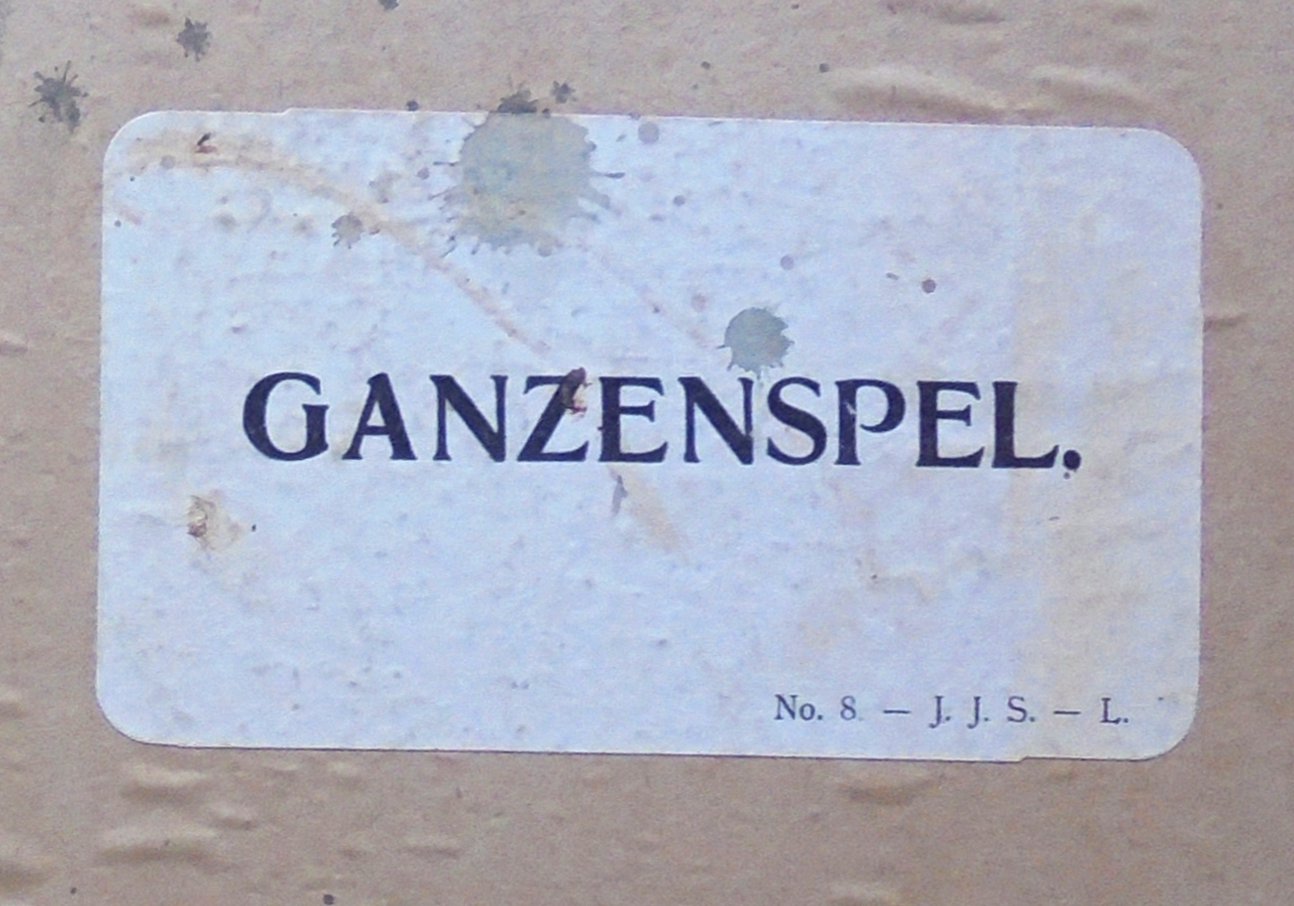 GANZENSPEL.
No. 8. — J. J. S. — L.